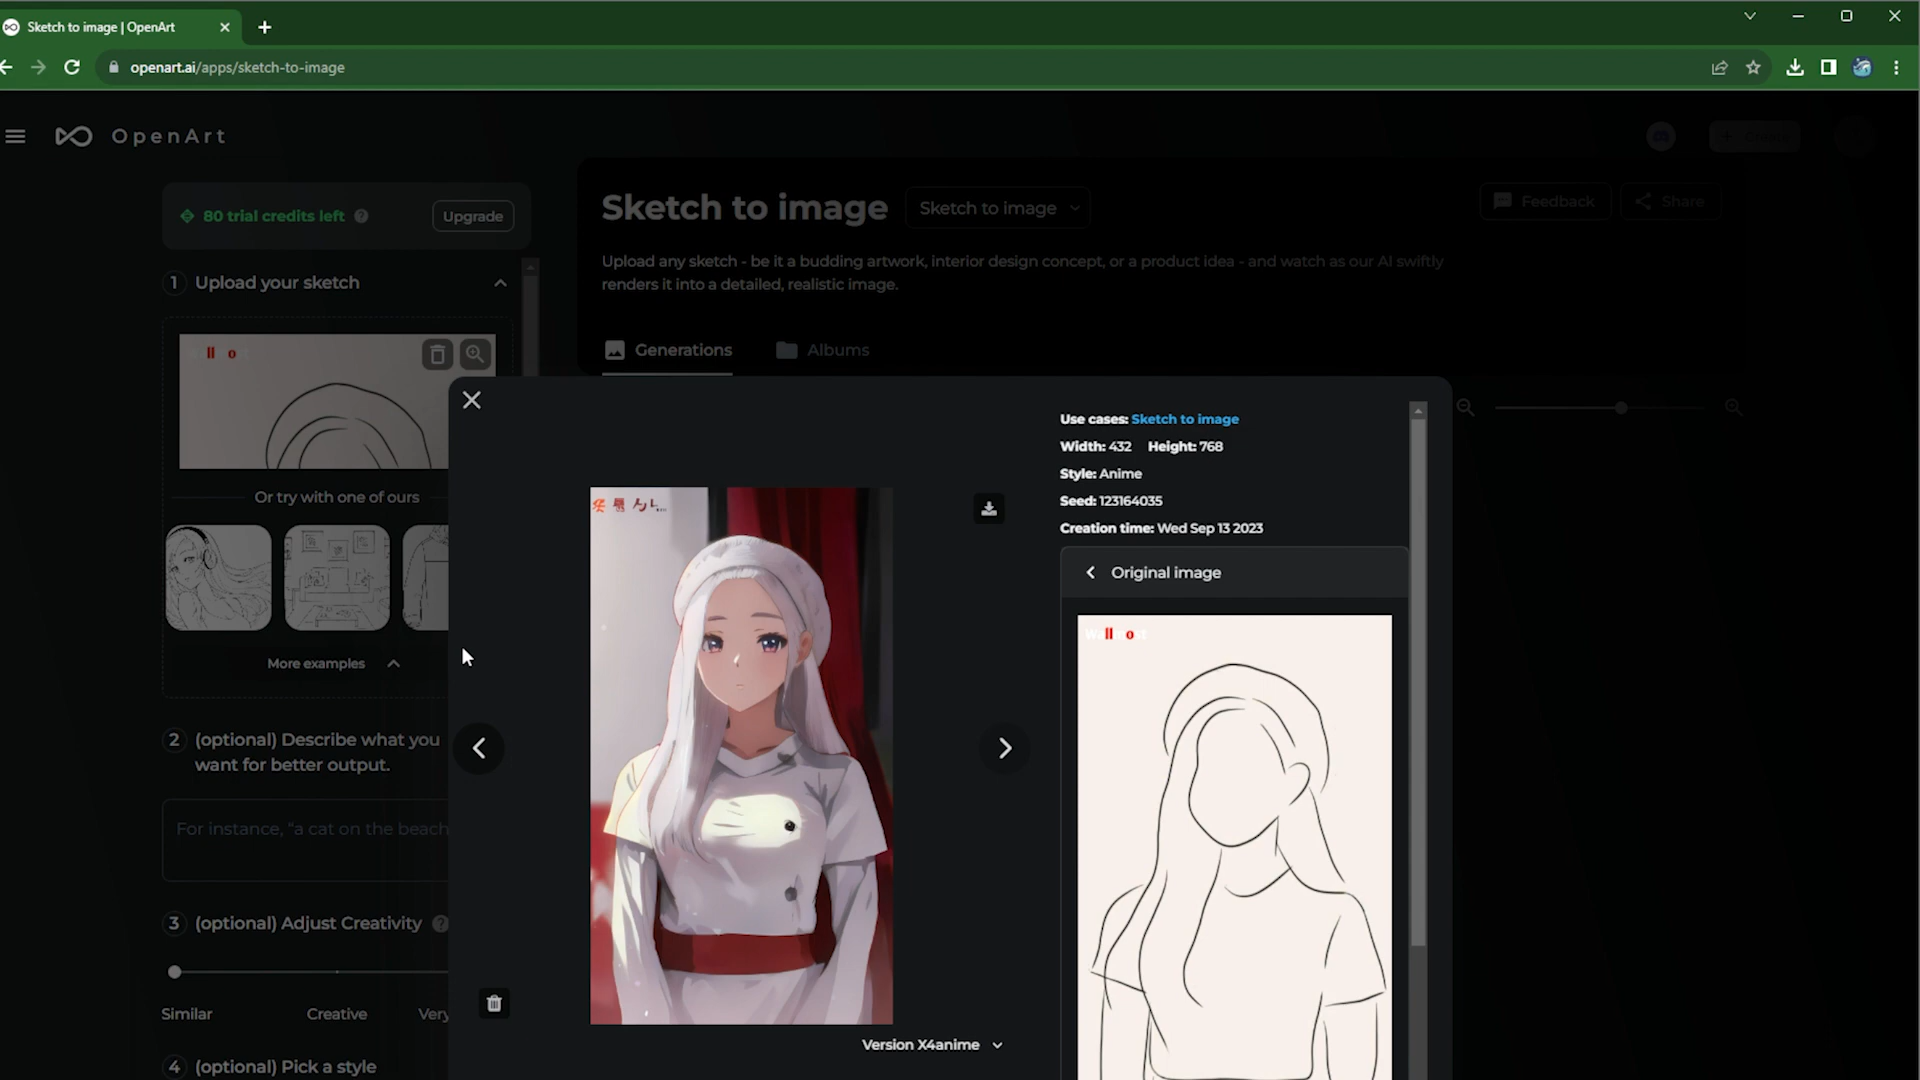 Sketch to image | OpenArt
openart.ai/apps/sketch-to-image
OpenArt
80 trial credits left
Upgrade
1 Upload your sketch
Or try with one of ours
More examples
2 (optional) Describe what you
want for better output.
For instance, "a cat on the beach
3 (optional) Adjust Creativity
Similar Creative Very
4 (optional) Pick a style
Sketch to image
Sketch to image
Feedback
Share
Upload any sketch - be it a budding artwork, interior design concept, or a product idea - and watch as our AI swiftly
renders it into a detailed, realistic image.
Generations
Albums
Version X4anime
Use cases: Sketch to image
Width: 432 Height: 768
Style: Anime
Seed: 123164035
Creation time: Wed Sep 13 2023
Original image